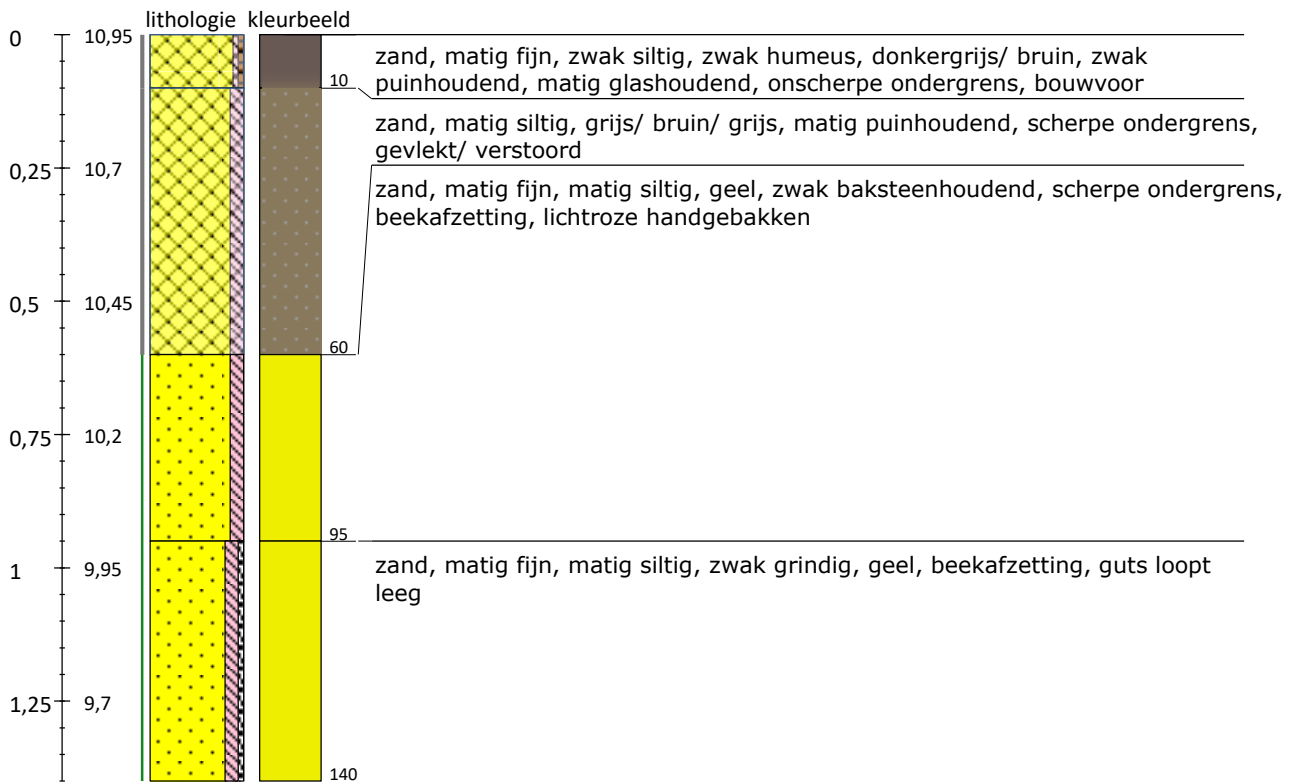 lithologie kleurbeeld
0 10,95
zand, matig fijn, zwak siltig, zwak humeus, donkergrijs/ bruin, zwak
puinhoudend, matig glashoudend, onscherpe ondergrens, bouwvoor
10
zand, matig siltig, grijs/ bruin/ grijs, matig puinhoudend, scherpe ondergrens,
gevlekt/ verstoord
0,25 10,7
zand, matig fijn, matig siltig, geel, zwak baksteenhoudend, scherpe ondergrens,
beekafzetting, lichtroze handgebakken
0,5 10,45
60
0,75 10,2
95
zand, matig fijn, matig siltig, zwak grindig, geel, beekafzetting, guts loopt
leeg
1 9,95
1,25 9,7
140